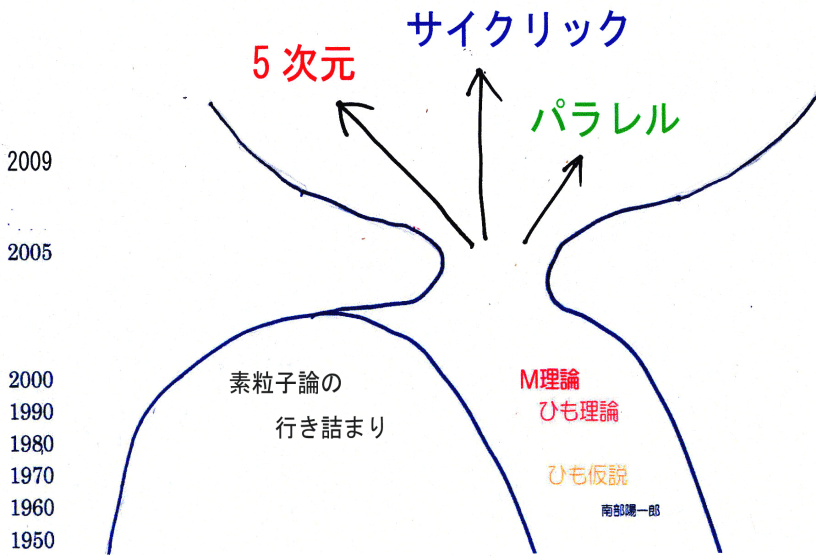 サイクリック
5次元
パラレル
2009
.....
2005
2000
1990
1980
1970
1960
1950
素粒子論の
行き詰まり
M理論
ひも理論
ひも仮説
南部陽一郎